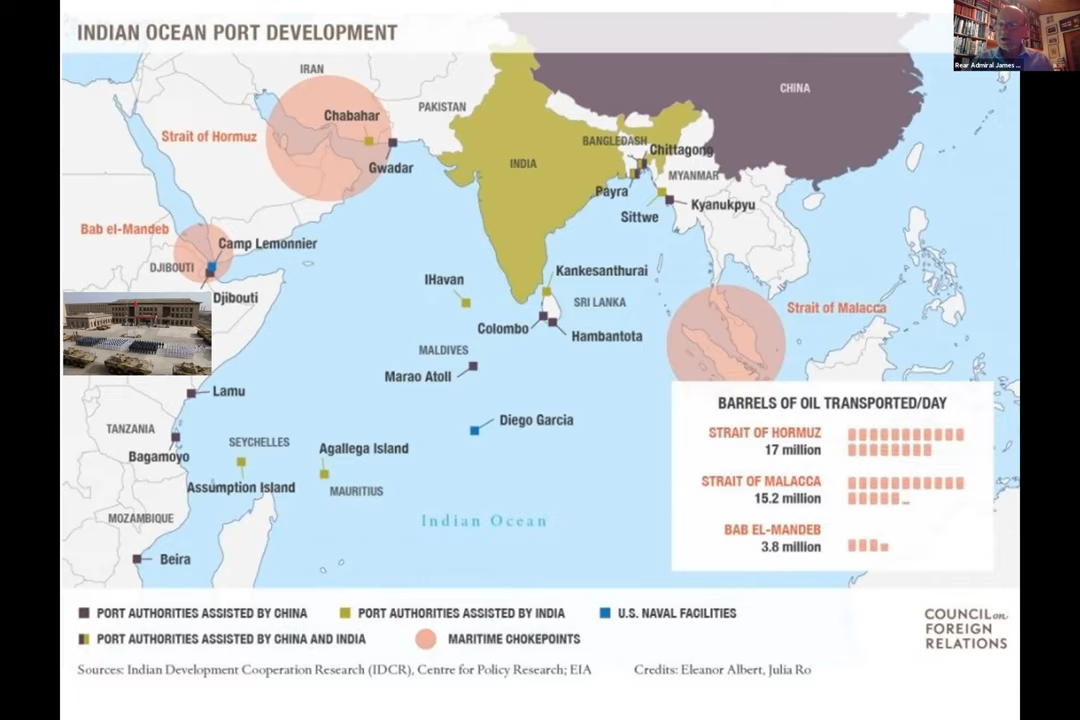 INDIAN OCEAN PORT DEVELOPMENT
Rear Admiral James ...
IRAN
CHINA
PAKISTAN
Chabahar
Strait of Hormuz
BANGLEDASH
Chittagong
Gwadar
INDIA
MYANMAR
Payra
Kyanukpyu
Sittwe
Bab el-Mandeb
Camp Lemonnier
DJIBOUTI
Kankesanthurai
IHavan
Djibouti
SRI LANKA
Strait of Malacca
Colombo
Hambantota
MALDIVES
Marao Atoll
Lamu
BARRELS OF OIL TRANSPORTED/DAY
Diego Garcia
TANZANIA
STRAIT OF HORMUZ
17 million
SEYCHELLES
Agallega Island
Bagamoyo
STRAIT OF MALACCA
15.2 million
Assumption Island
MAURITIUS
MOZAMBIQUE
Indian Ocean
BAB EL-MANDEB
3.8 million
Beira
PORT AUTHORITIES ASSISTED BY CHINA
PORT AUTHORITIES ASSISTED BY INDIA
U.S. NAVAL FACILITIES
PORT AUTHORITIES ASSISTED BY CHINA AND INDIA
MARITIME CHOKEPOINTS
COUNCIL on
FOREIGN
RELATIONS
Sources: Indian Development Cooperation Research (IDCR), Centre for Policy Research; EIA
Credits: Eleanor Albert, Julia Ro